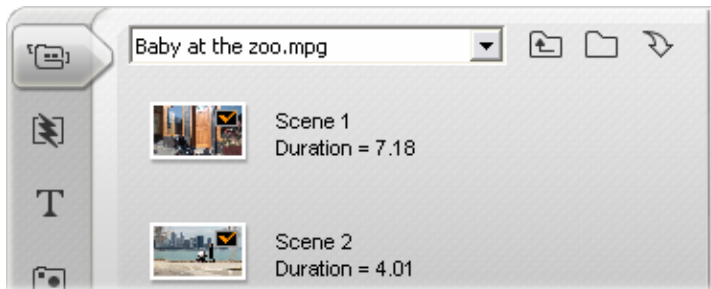 Baby at the zoo.mpg
Scene 1
Duration = 7.18
T
Scene 2
Duration = 4.01